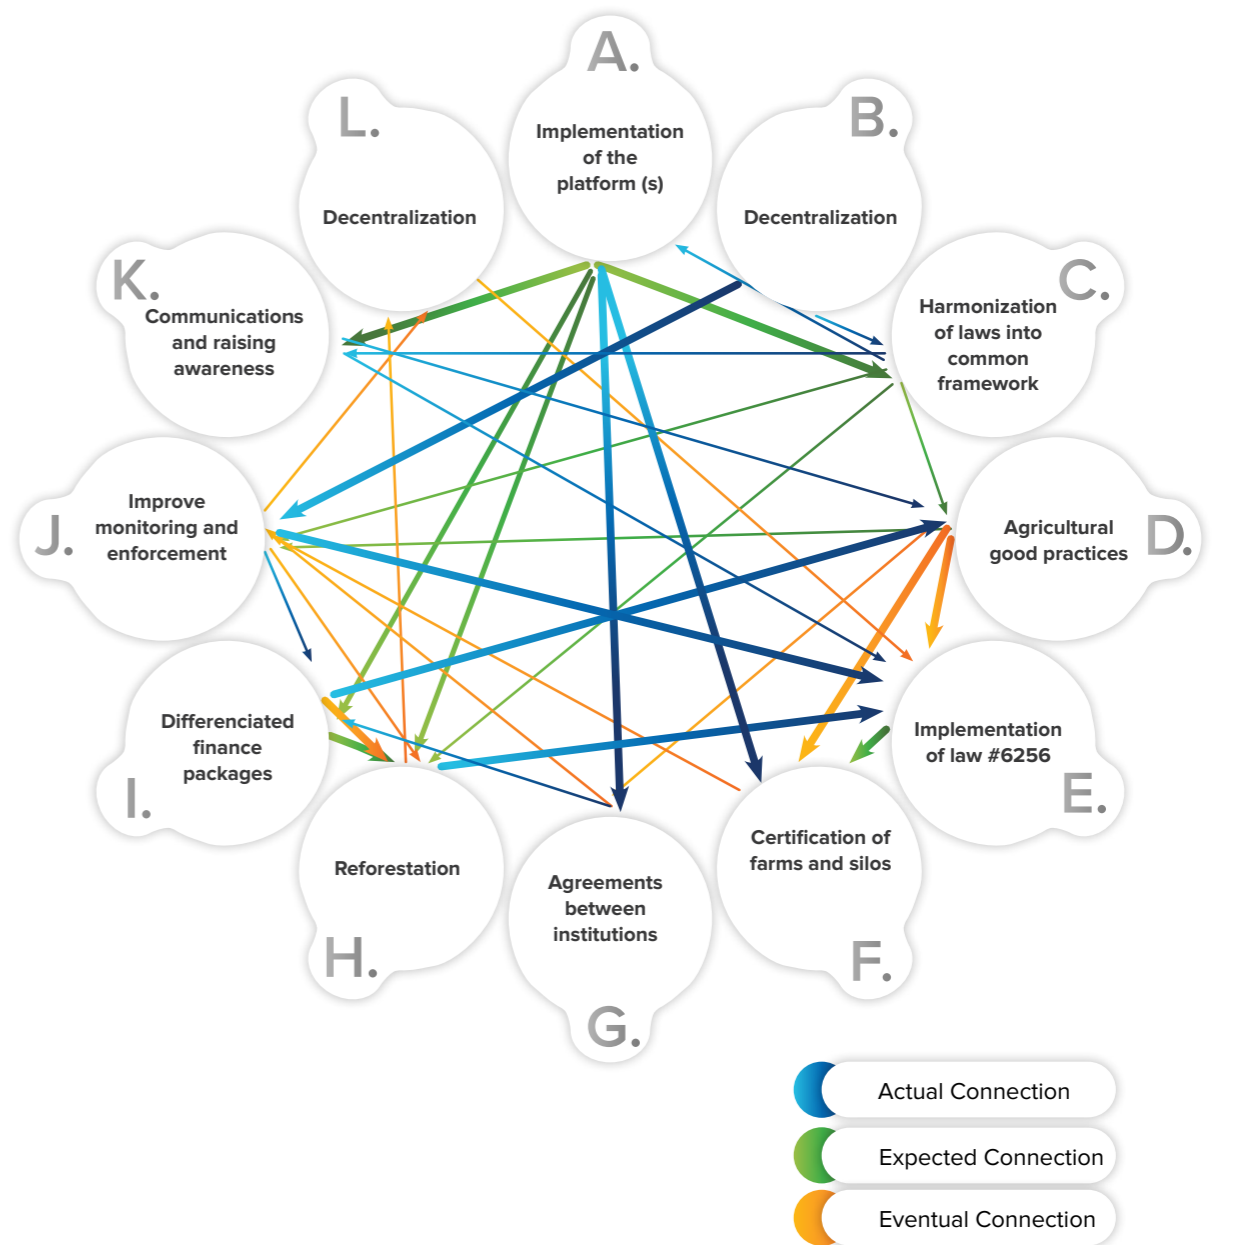 A.
Implementation
of the
platform (s)
B.
Decentralization
C.
Harmonization
of laws into
common
framework
D.
Agricultural
good practices
E.
Implementation
of law #6256
F.
Certification of
farms and silos
G.
Agreements
between
institutions
H.
Reforestation
I.
Differenciated
finance
packages
J.
Improve
monitoring and
enforcement
K.
Communications
and raising
awareness
L.
Decentralization
Actual Connection
Expected Connection
Eventual Connection